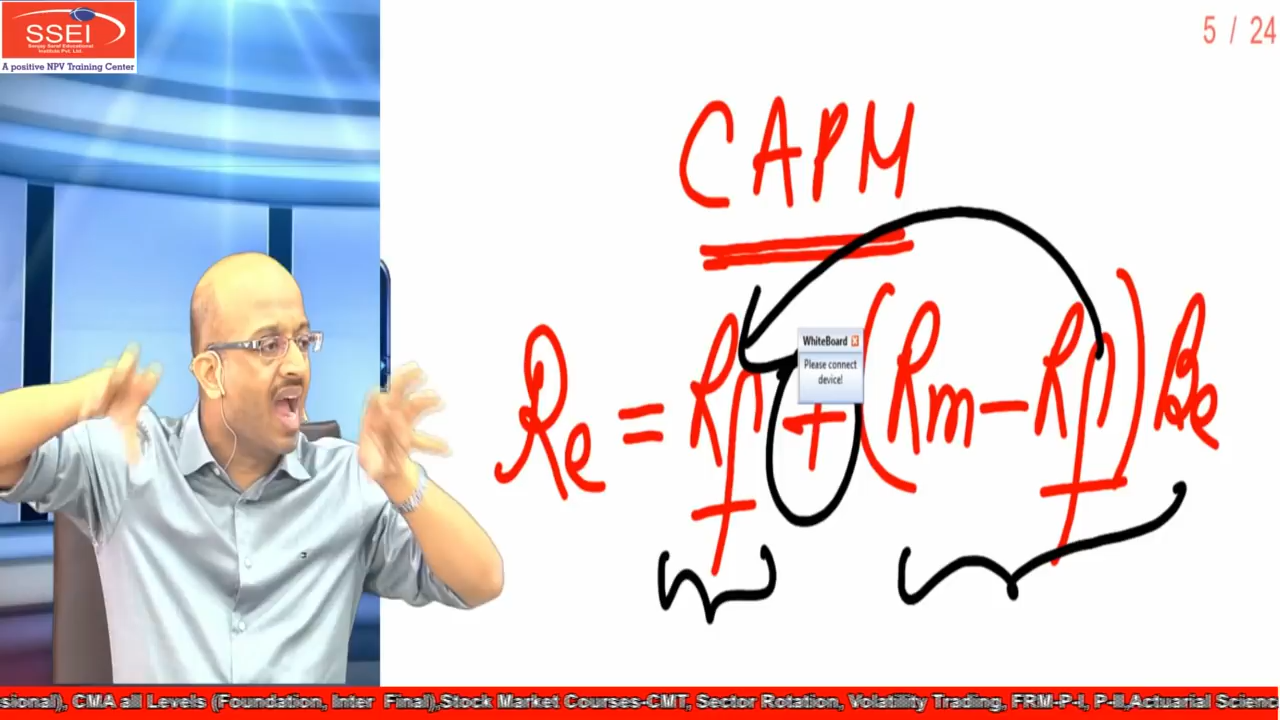 SSEI
Sanjay Saraf Educational
Institute Pvt. Ltd.
A positive NPV Training Center
5 / 24
CAPM
Re = Rf + (Rm - Rf) Be
WhiteBoard
Please connect
device!
ssional), CMA all Levels (Foundation, Inter Final),Stock Market Courses-CMT, Sector Rotation, Volatility Trading, FRM-P-I, P-II,Actuarial Scienc